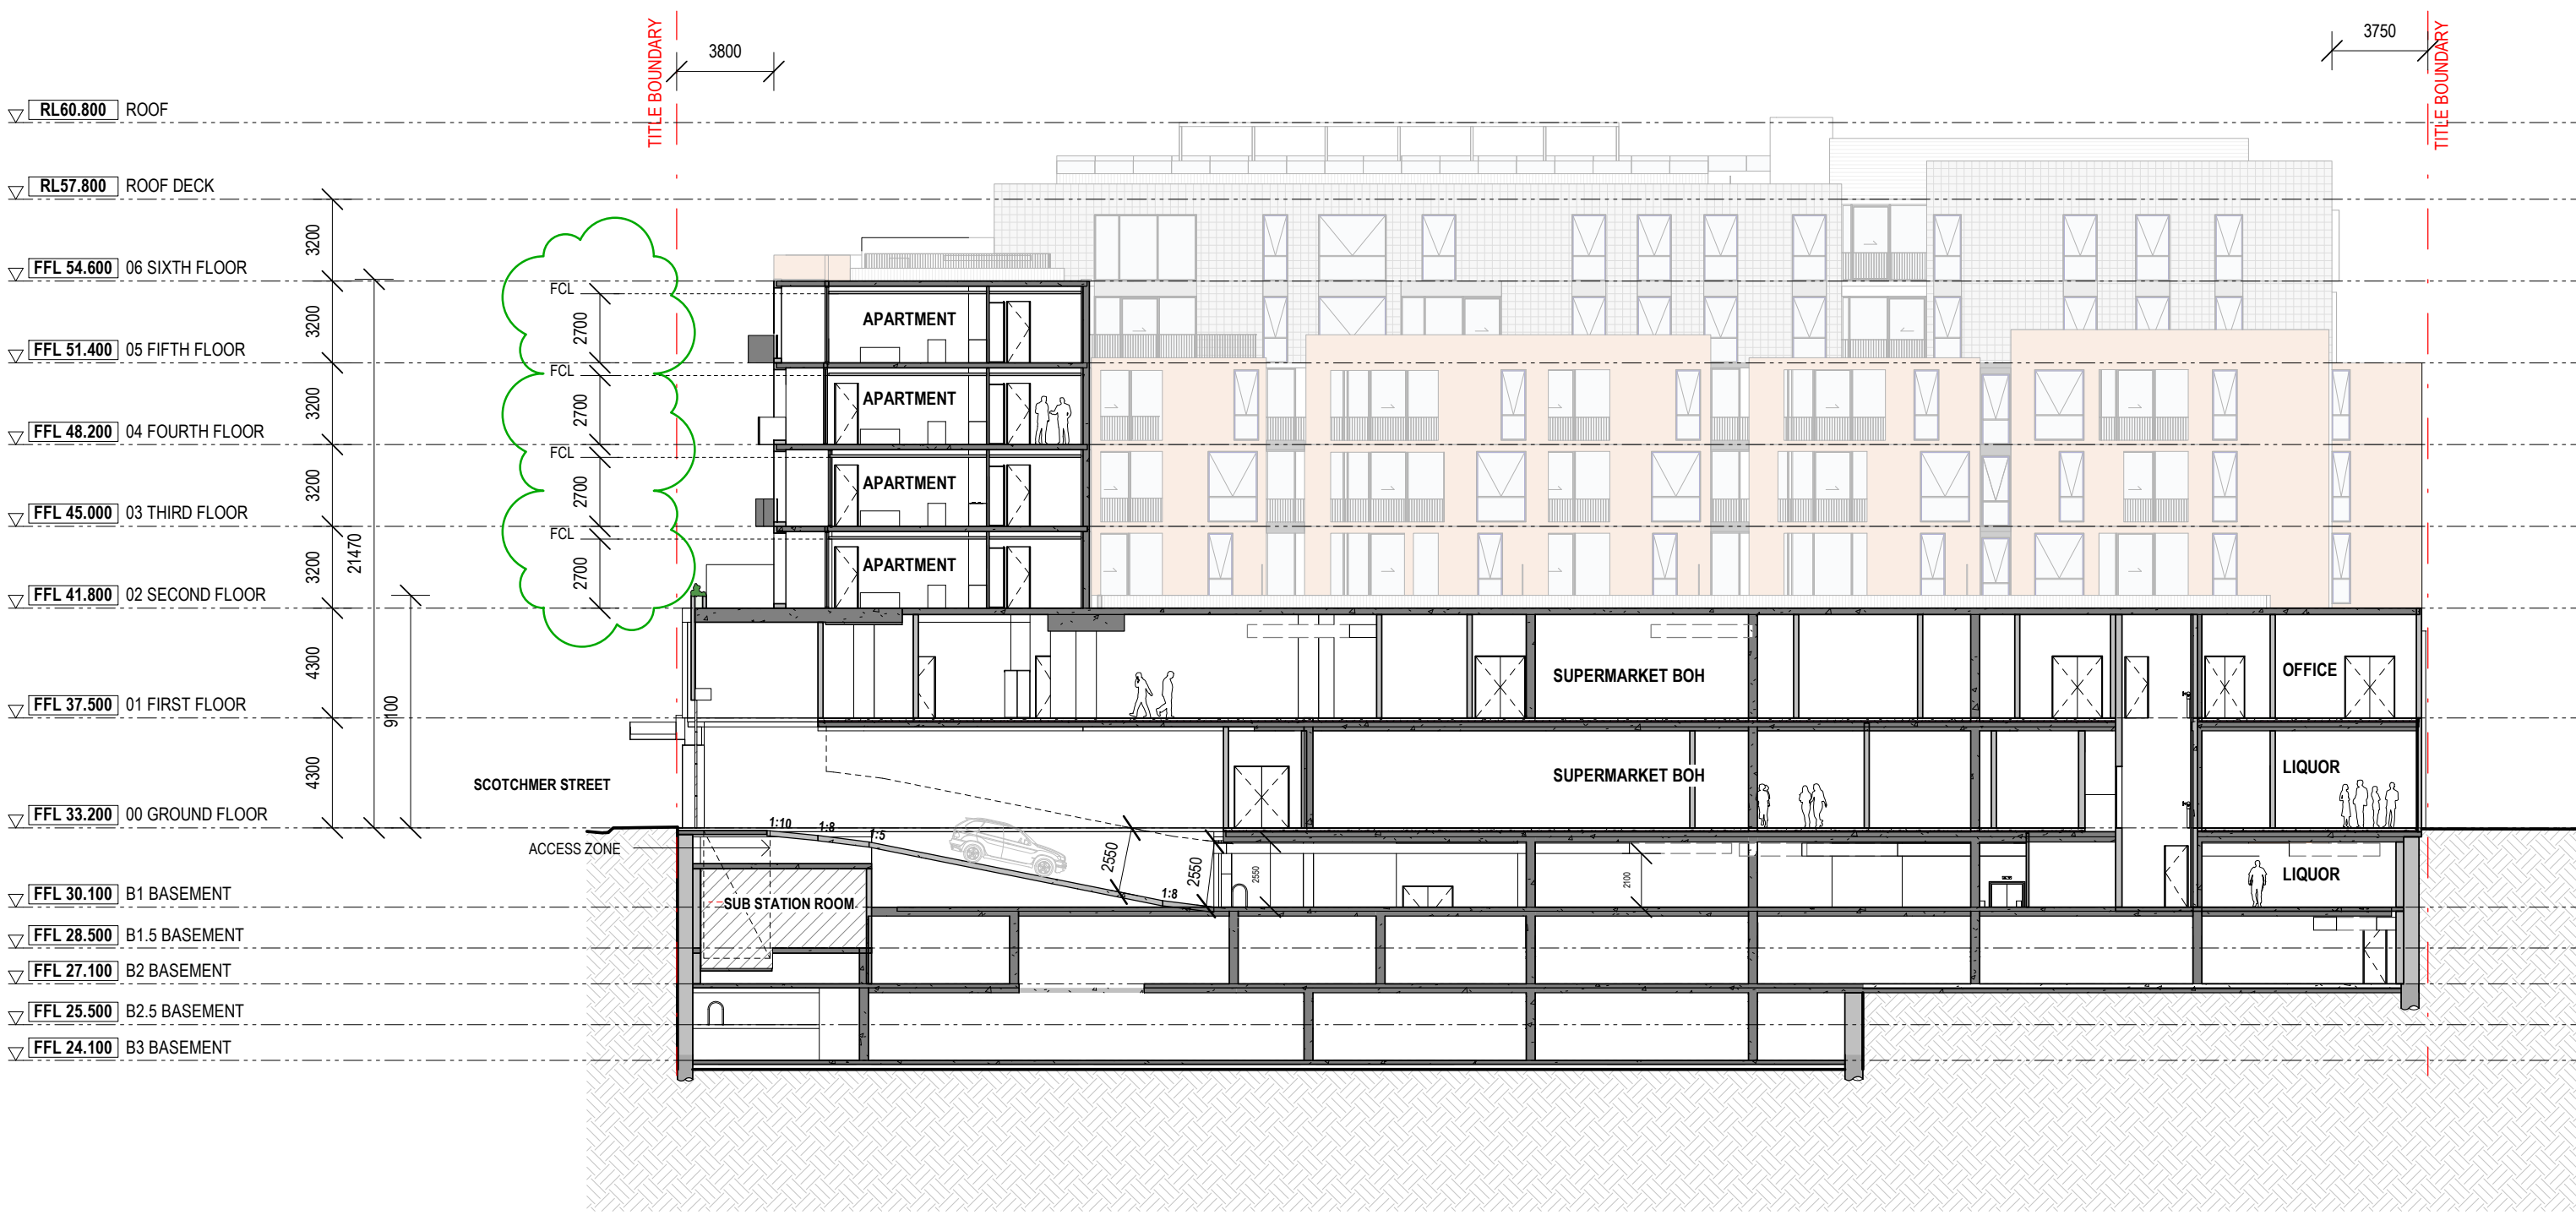 TITLE BOUNDARY
3800
3750
TITLE BOUNDARY
RL60.800 ROOF
RL57.800 ROOF DECK
3200
FFL 54.600 06 SIXTH FLOOR
FCL
3200
2700
APARTMENT
FFL 51.400 05 FIFTH FLOOR
FCL
3200
2700
APARTMENT
FFL 48.200 04 FOURTH FLOOR
FCL
3200
2700
APARTMENT
FFL 45.000 03 THIRD FLOOR
FCL
3200
21470
2700
APARTMENT
FFL 41.800 02 SECOND FLOOR
4300
SUPERMARKET BOH
OFFICE
FFL 37.500 01 FIRST FLOOR
9100
4300
SCOTCHMER STREET
SUPERMARKET BOH
LIQUOR
FFL 33.200 00 GROUND FLOOR
1:10
1:8
1:5
ACCESS ZONE
2550
2550
2550
2100
LIQUOR
FFL 30.100 B1 BASEMENT
1:8
SUB STATION ROOM
FFL 28.500 B1.5 BASEMENT
FFL 27.100 B2 BASEMENT
FFL 25.500 B2.5 BASEMENT
FFL 24.100 B3 BASEMENT